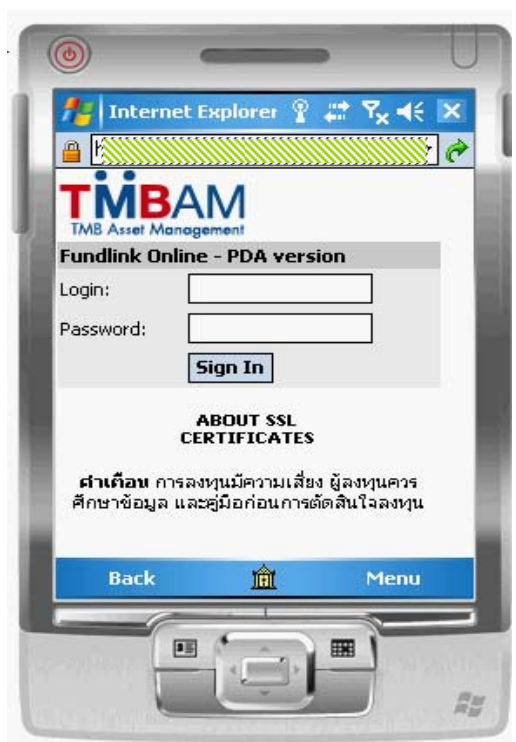 Internet Explorer
TMBAM
TMB Asset Management
Fundlink Online - PDA version
Login:
Password:
Sign In
ABOUT SSL
CERTIFICATES
คำเตือน การลงทุนมีความเสี่ยง ผู้ลงทุนควร
ศึกษาข้อมูล และคู่มือก่อนการตัดสินใจลงทุน
Back Menu